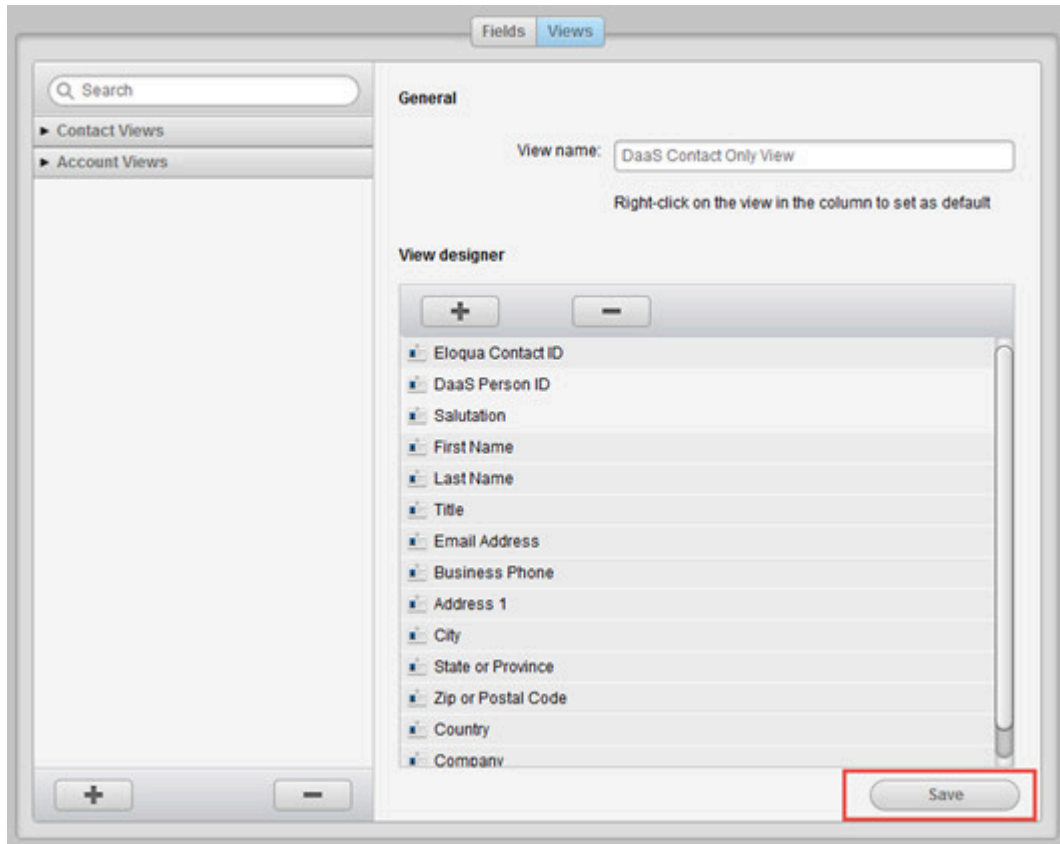 Fields Views
Search
Contact Views
Account Views
General
View name: DaaS Contact Only View
Right-click on the view in the column to set as default
View designer
Eloqua Contact ID
DaaS Person ID
Salutation
First Name
Last Name
Title
Email Address
Business Phone
Address 1
City
State or Province
Zip or Postal Code
Country
Company
Save